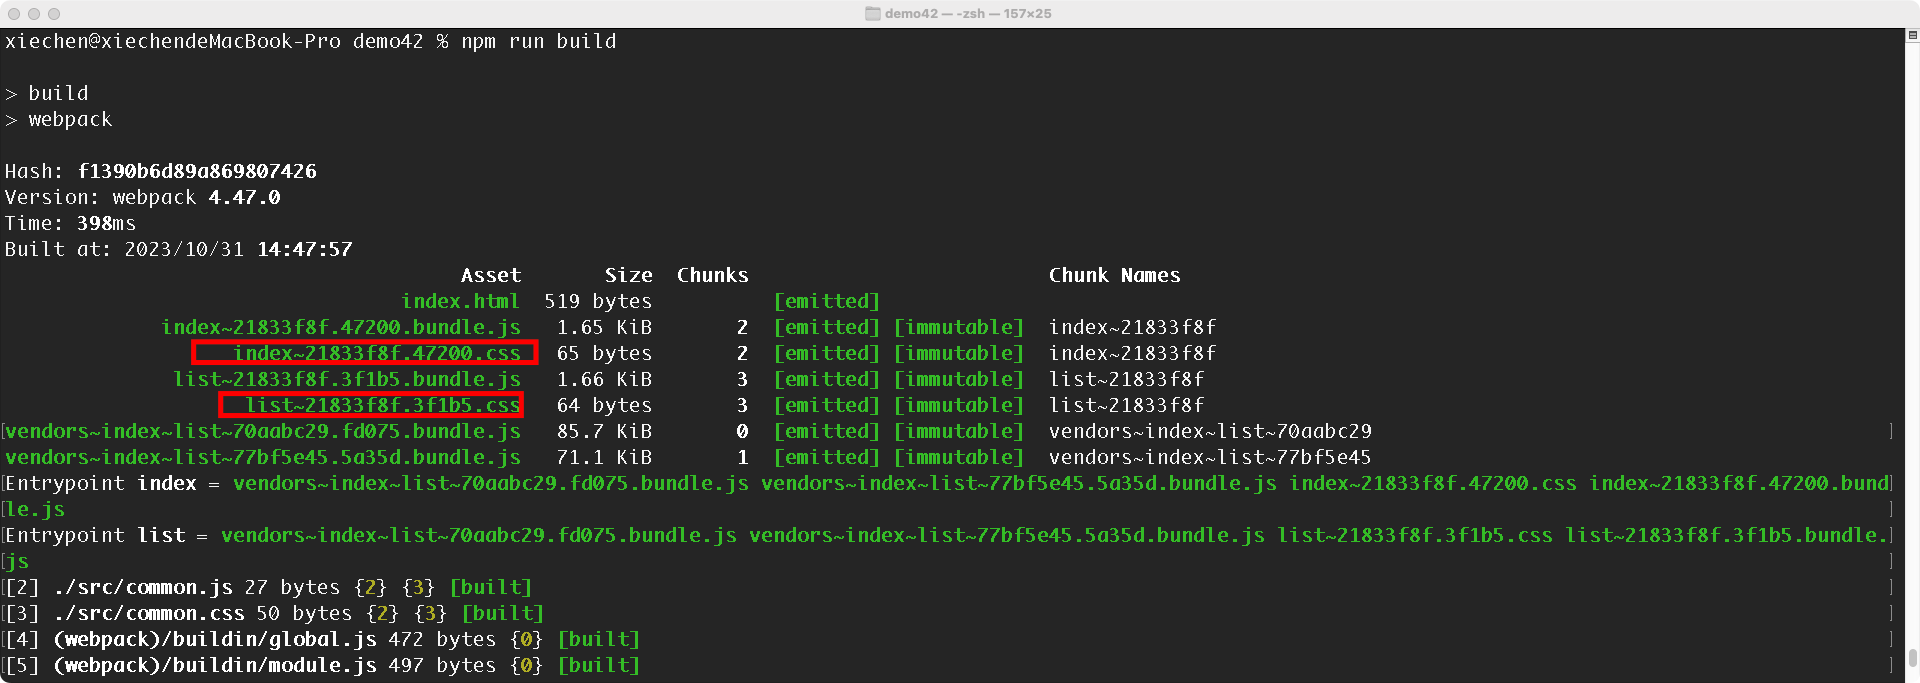 demo42 — -zsh — 157×25
xiechen@xiechendeMacBook-Pro demo42 % npm run build
> build
> webpack
Hash: f1390b6d89a869807426
Version: webpack 4.47.0
Time: 398ms
Built at: 2023/10/31 14:47:57
Asset Size Chunks Chunk Names
index.html 519 bytes [emitted]
index~21833f8f.47200.bundle.js 1.65 KiB 2 [emitted] [immutable] index~21833f8f
index~21833f8f.47200.css 65 bytes 2 [emitted] [immutable] index~21833f8f
list~21833f8f.3f1b5.bundle.js 1.66 KiB 3 [emitted] [immutable] list~21833f8f
list~21833f8f.3f1b5.css 64 bytes 3 [emitted] [immutable] list~21833f8f
vendors~index~list~70aabc29.fd075.bundle.js 85.7 KiB 0 [emitted] [immutable] vendors~index~list~70aabc29
vendors~index~list~77bf5e45.5a35d.bundle.js 71.1 KiB 1 [emitted] [immutable] vendors~index~list~77bf5e45
Entrypoint index = vendors~index~list~70aabc29.fd075.bundle.js vendors~index~list~77bf5e45.5a35d.bundle.js index~21833f8f.47200.css index~21833f8f.47200.bund
le.js
Entrypoint list = vendors~index~list~70aabc29.fd075.bundle.js vendors~index~list~77bf5e45.5a35d.bundle.js list~21833f8f.3f1b5.css list~21833f8f.3f1b5.bundle.
js
[2] ./src/common.js 27 bytes {2} {3} [built]
[3] ./src/common.css 50 bytes {2} {3} [built]
[4] (webpack)/buildin/global.js 472 bytes {0} [built]
[5] (webpack)/buildin/module.js 497 bytes {0} [built]